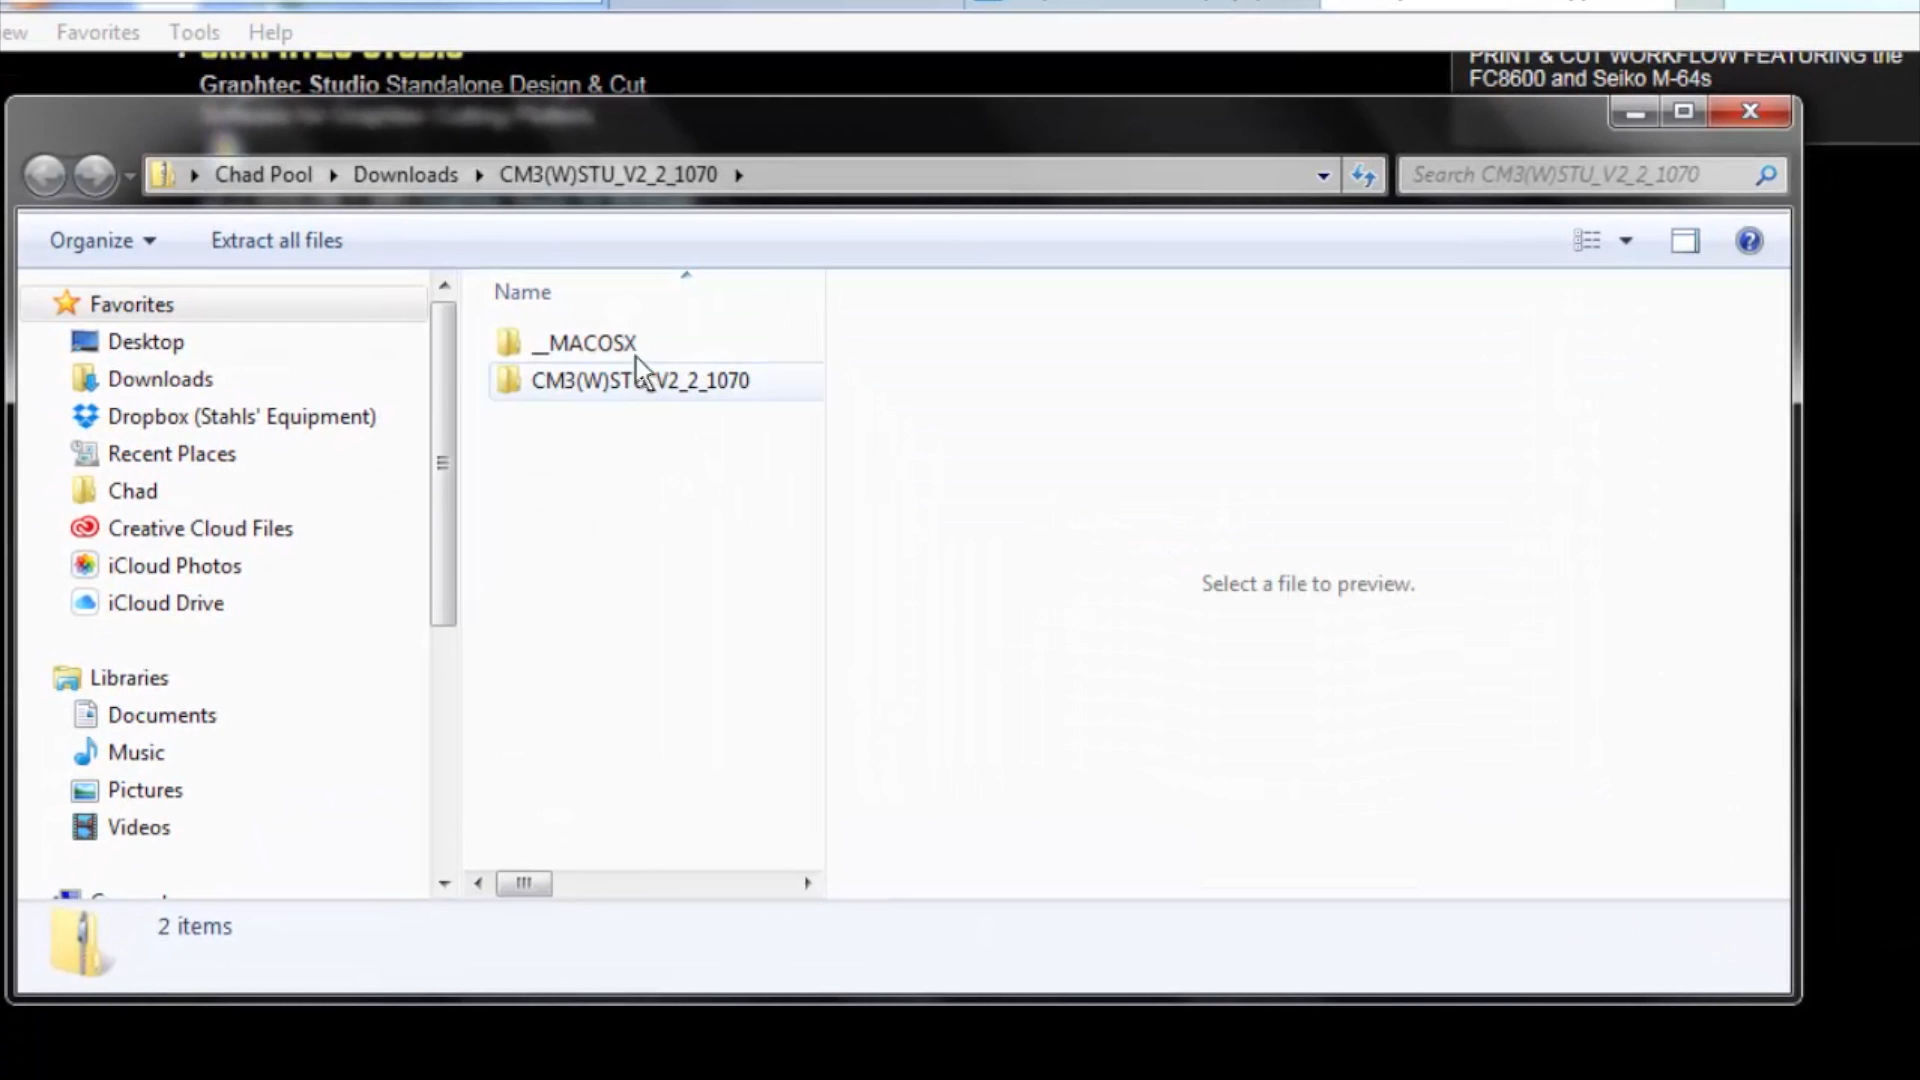 Favorites Tools Help
GRAPHTEC STUDIO
Graphtec Studio Standalone Design & Cut
PRINT & CUT WORKFLOW FEATURING the
FC8600 and Seiko M-64s
Chad Pool Downloads CM3(W)STU_V2_2_1070
Search CM3(W)STU_V2_2_1070
Organize Extract all files
Favorites
Desktop
Downloads
Dropbox (Stahls' Equipment)
Recent Places
Chad
Creative Cloud Files
iCloud Photos
iCloud Drive
Libraries
Documents
Music
Pictures
Videos
Name
__MACOSX
CM3(W)STU_V2_2_1070
Select a file to preview.
2 items